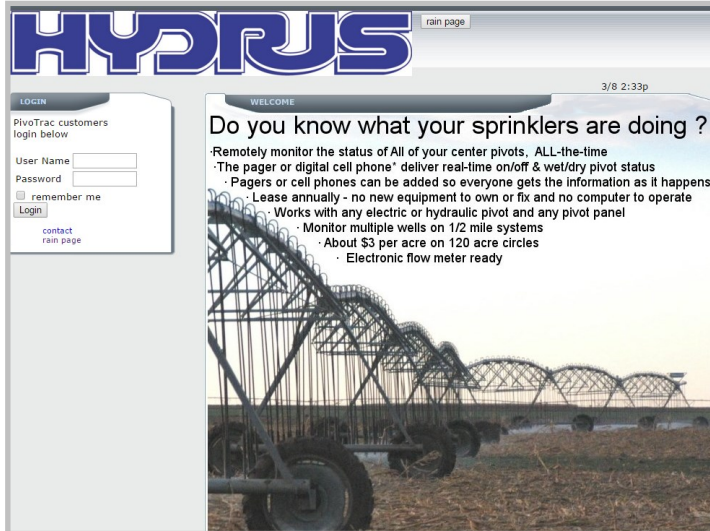 HYDRUS
rain page
3/8 2:33p
LOGIN
PivoTrac customers
login below
User Name
Password
remember me
Login
contact
rain page
WELCOME
Do you know what your sprinklers are doing ?
·Remotely monitor the status of All of your center pivots, ALL-the-time
·The pager or digital cell phone* deliver real-time on/off & wet/dry pivot status
· Pagers or cell phones can be added so everyone gets the information as it happens
· Lease annually - no new equipment to own or fix and no computer to operate
· Works with any electric or hydraulic pivot and any pivot panel
· Monitor multiple wells on 1/2 mile systems
· About $3 per acre on 120 acre circles
· Electronic flow meter ready